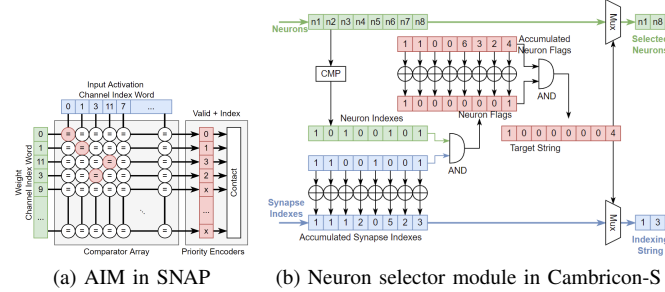 Input Activation
Channel Index Word
0 1 3 11 7 ...
Valid + Index
Weight
Channel Index Word
0 = = = = = 0
1 = = = = = 1
11 = = = = = 3
3 = = = = = 2
9 = = = = = x
... ...
x
Contact
Comparator Array
Priority Encoders
(a) AIM in SNAP
Neurons
n1 n2 n3 n4 n5 n6 n7 n8
Mux
n1 n8
Selected
Neurons
Accumulated
Neuron Flags
1 1 0 0 6 3 2 4
CMP
AND
1 0 0 0 0 0 0 1
Neuron Flags
Neuron Indexes
1 0 1 0 0 1 0 1
AND
1 0 0 0 0 0 0 4
Target String
1 1 0 0 1 0 1
Synapse
Indexes
1 1 1 2 0 5 2 3
Accumulated Synapse Indexes
Mux
1 3
Indexing
String
(b) Neuron selector module in Cambricon-S